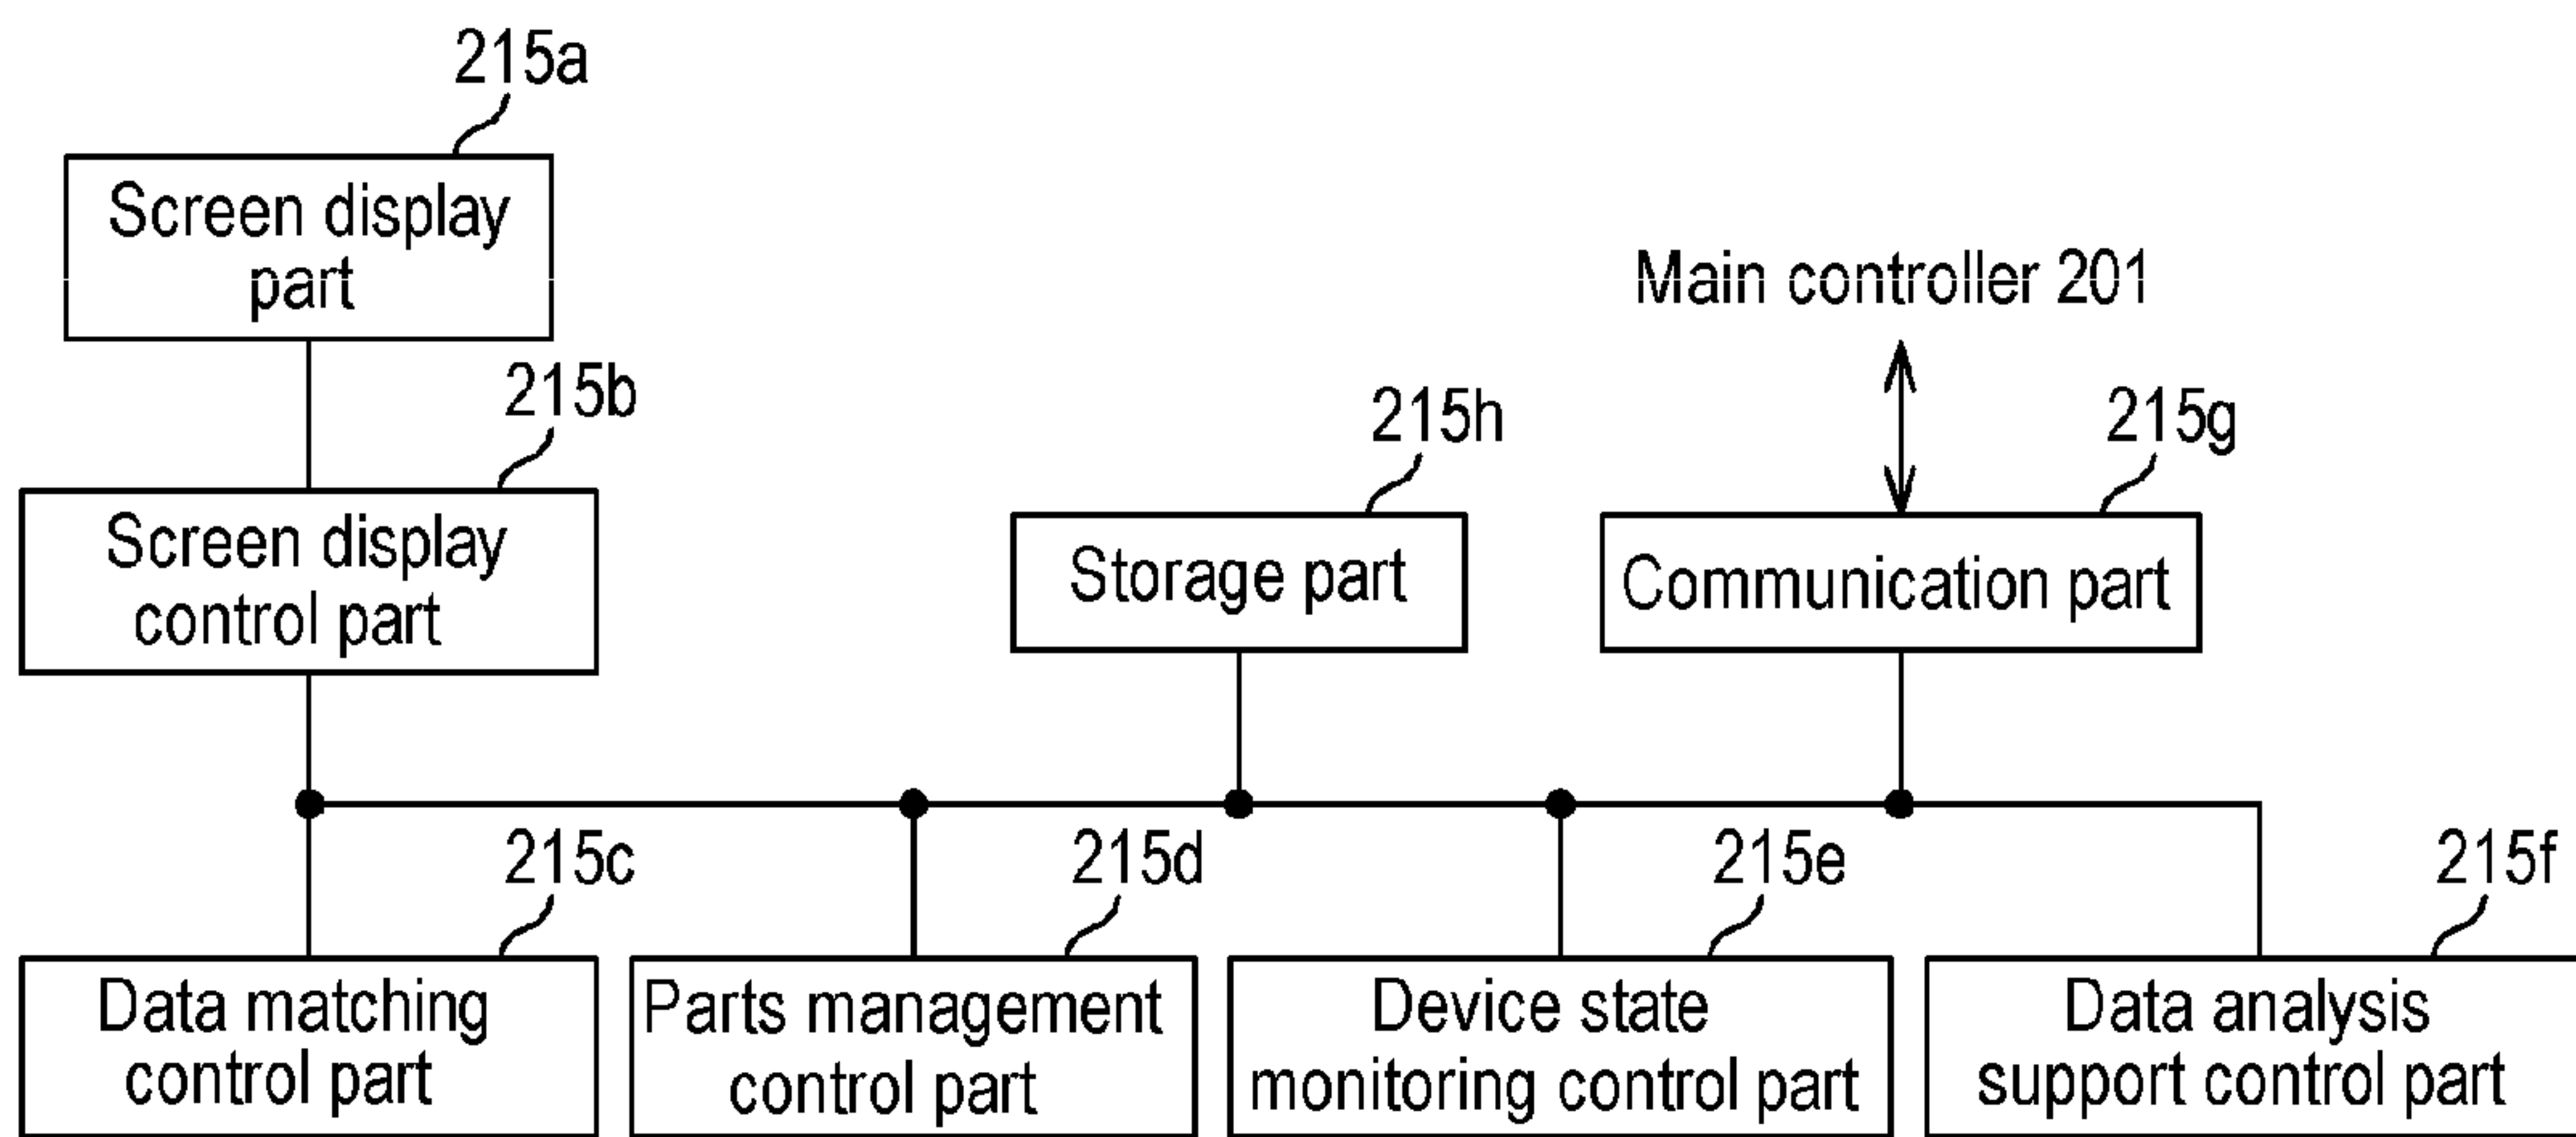 215a
Screen display
part
215b
Screen display
control part
Main controller 201
215h
Storage part
215g
Communication part
215c
Data matching
control part
215d
Parts management
control part
215e
Device state
monitoring control part
215f
Data analysis
support control part